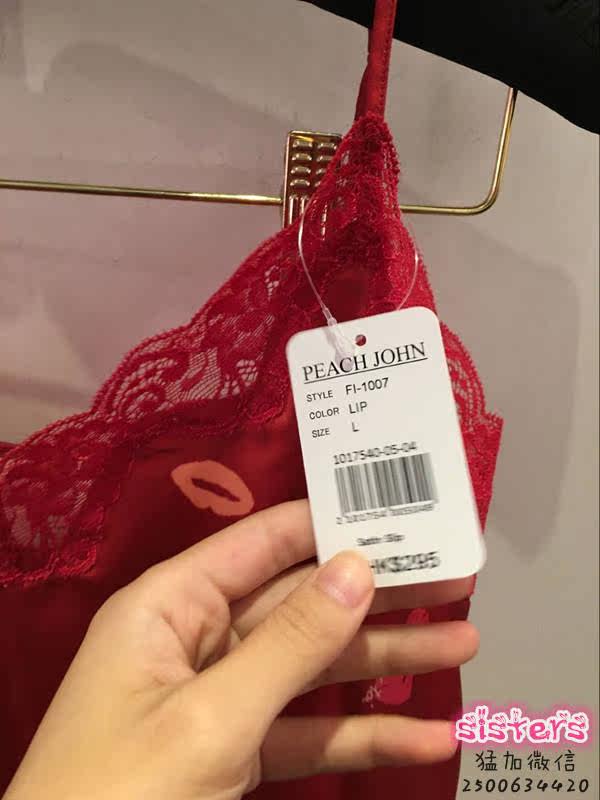 PEACH JOHN
STYLE FI-1007
COLOR LIP
SIZE L
1017540-05-04
Satin Slip
HK$295
sisters
猛加微信
2500634420